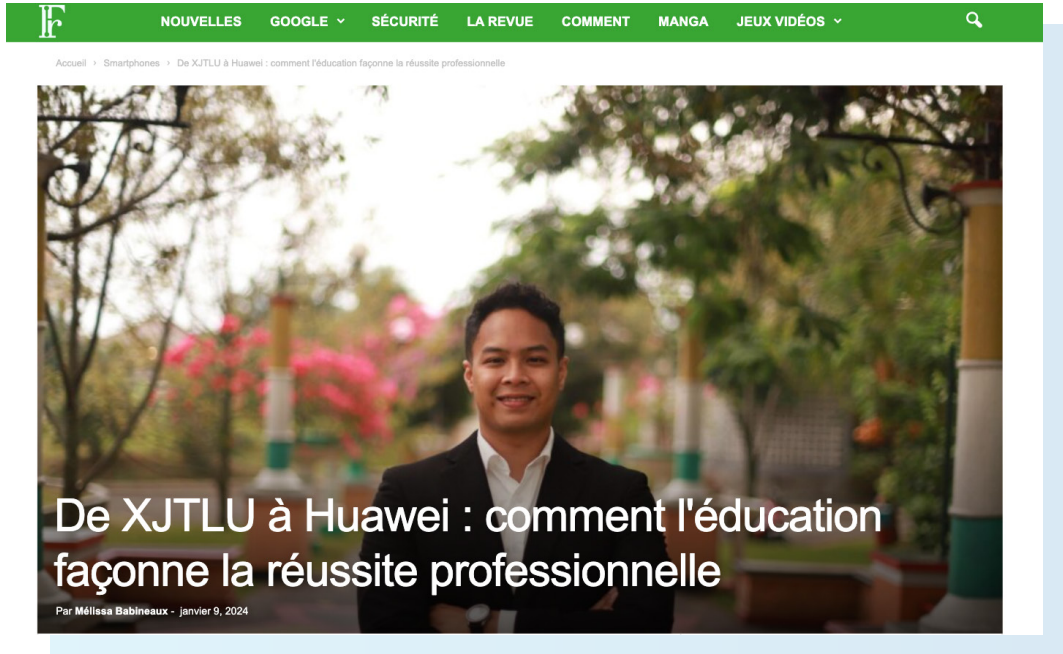 Fr
NOUVELLES GOOGLE SÉCURITÉ LA REVUE COMMENT MANGA JEUX VIDÉOS
Accueil › Smartphones › De XJTLU à Huawei : comment l'éducation façonne la réussite professionnelle
De XJTLU à Huawei : comment l'éducation
façonne la réussite professionnelle
Par Mélissa Babineaux - janvier 9, 2024